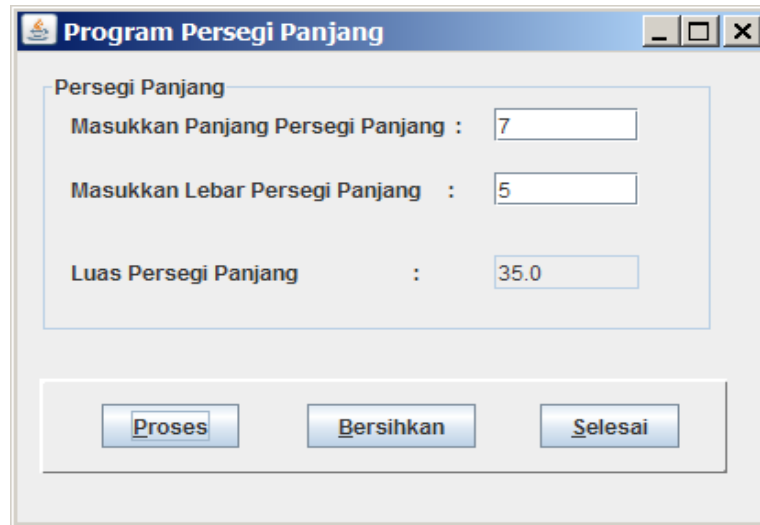 Program Persegi Panjang
Persegi Panjang
Masukkan Panjang Persegi Panjang : 7
Masukkan Lebar Persegi Panjang : 5
Luas Persegi Panjang : 35.0
Proses Bersihkan Selesai